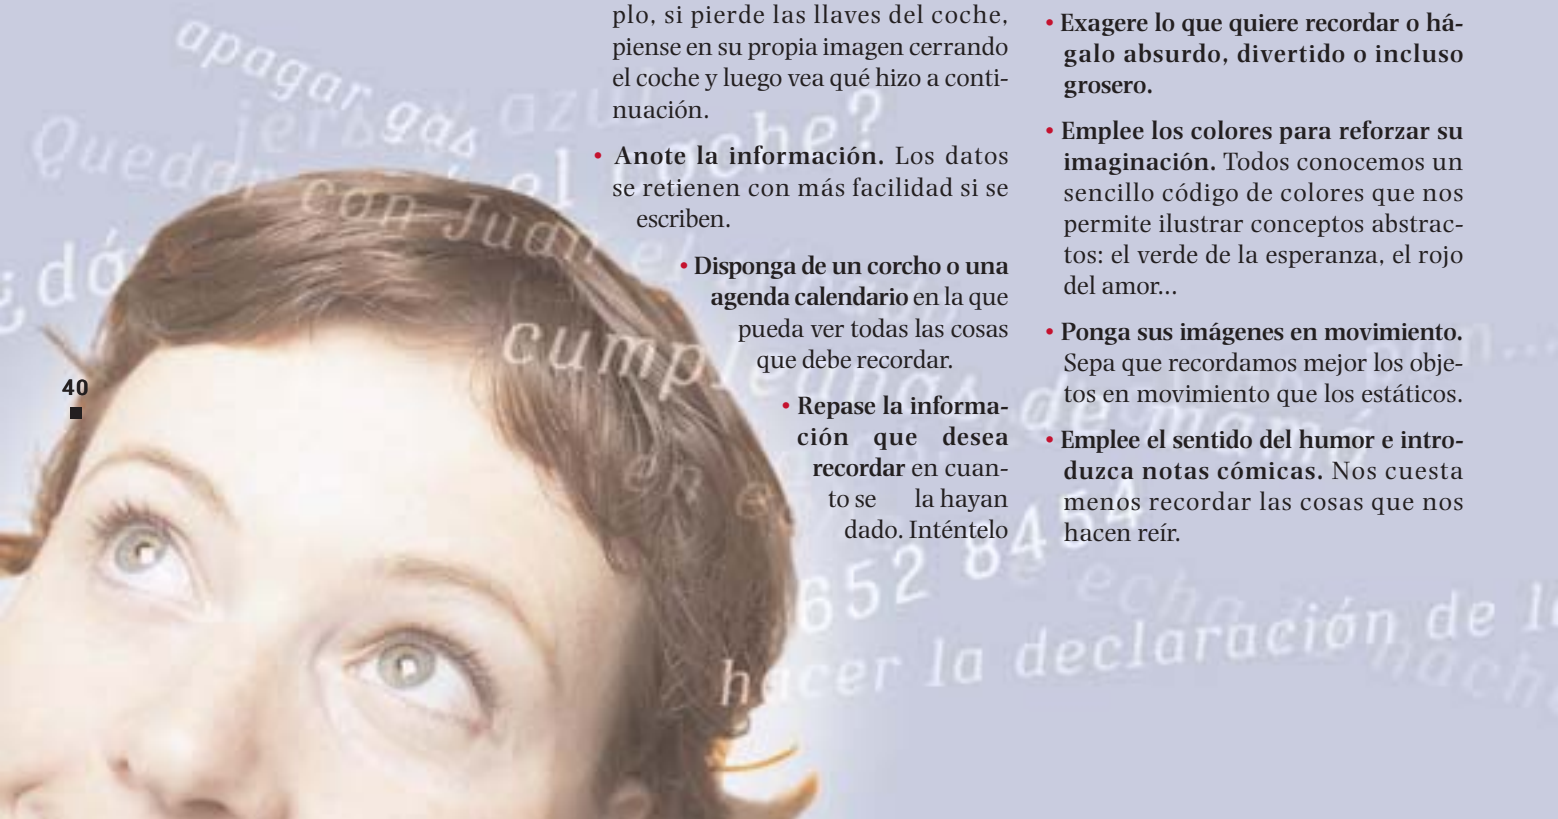 plo, si pierde las llaves del coche,
piense en su propia imagen cerrando
el coche y luego vea qué hizo a conti-
nuación.
• Anote la información. Los datos
se retienen con más facilidad si se
escriben.
• Disponga de un corcho o una
agenda calendario en la que
pueda ver todas las cosas
que debe recordar.
• Repase la informa-
ción que desea
recordar en cuan-
to se la hayan
dado. Inténtelo
• Exagere lo que quiere recordar o há-
galo absurdo, divertido o incluso
grosero.
• Emplee los colores para reforzar su
imaginación. Todos conocemos un
sencillo código de colores que nos
permite ilustrar conceptos abstrac-
tos: el verde de la esperanza, el rojo
del amor...
• Ponga sus imágenes en movimiento.
Sepa que recordamos mejor los obje-
tos en movimiento que los estáticos.
• Emplee el sentido del humor e intro-
duzca notas cómicas. Nos cuesta
menos recordar las cosas que nos
hacen reír.
40
apagar gas
azul
Quedar con Juan el
el coche?
cumpleaños de mamá
652 8454
hacer la declaración de l